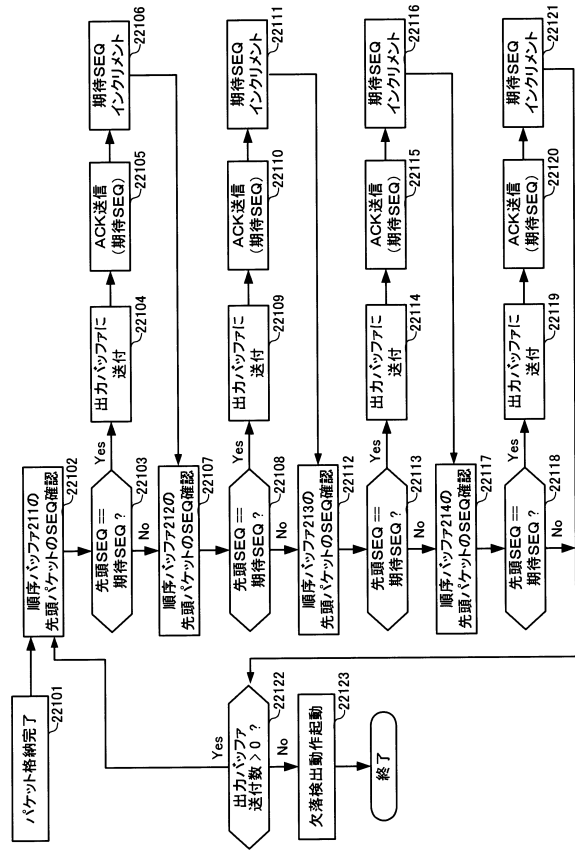 パケット格納完了
22101
順序バッファ211の
先頭パケットのSEQ確認
22102
先頭SEQ ==
期待SEQ ?
22103
Yes
No
出力バッファに
送付
22104
ACK送信
(期待SEQ)
22105
期待SEQ
インクリメント
22106
順序バッファ212の
先頭パケットのSEQ確認
22107
先頭SEQ ==
期待SEQ ?
22108
Yes
No
出力バッファに
送付
22109
ACK送信
(期待SEQ)
22110
期待SEQ
インクリメント
22111
順序バッファ213の
先頭パケットのSEQ確認
22112
先頭SEQ ==
期待SEQ ?
22113
Yes
No
出力バッファに
送付
22114
ACK送信
(期待SEQ)
22115
期待SEQ
インクリメント
22116
順序バッファ214の
先頭パケットのSEQ確認
22117
先頭SEQ ==
期待SEQ ?
22118
Yes
No
出力バッファに
送付
22119
ACK送信
(期待SEQ)
22120
期待SEQ
インクリメント
22121
出力バッファ
送付数 > 0 ?
22122
Yes
No
欠落検出動作起動
22123
終了